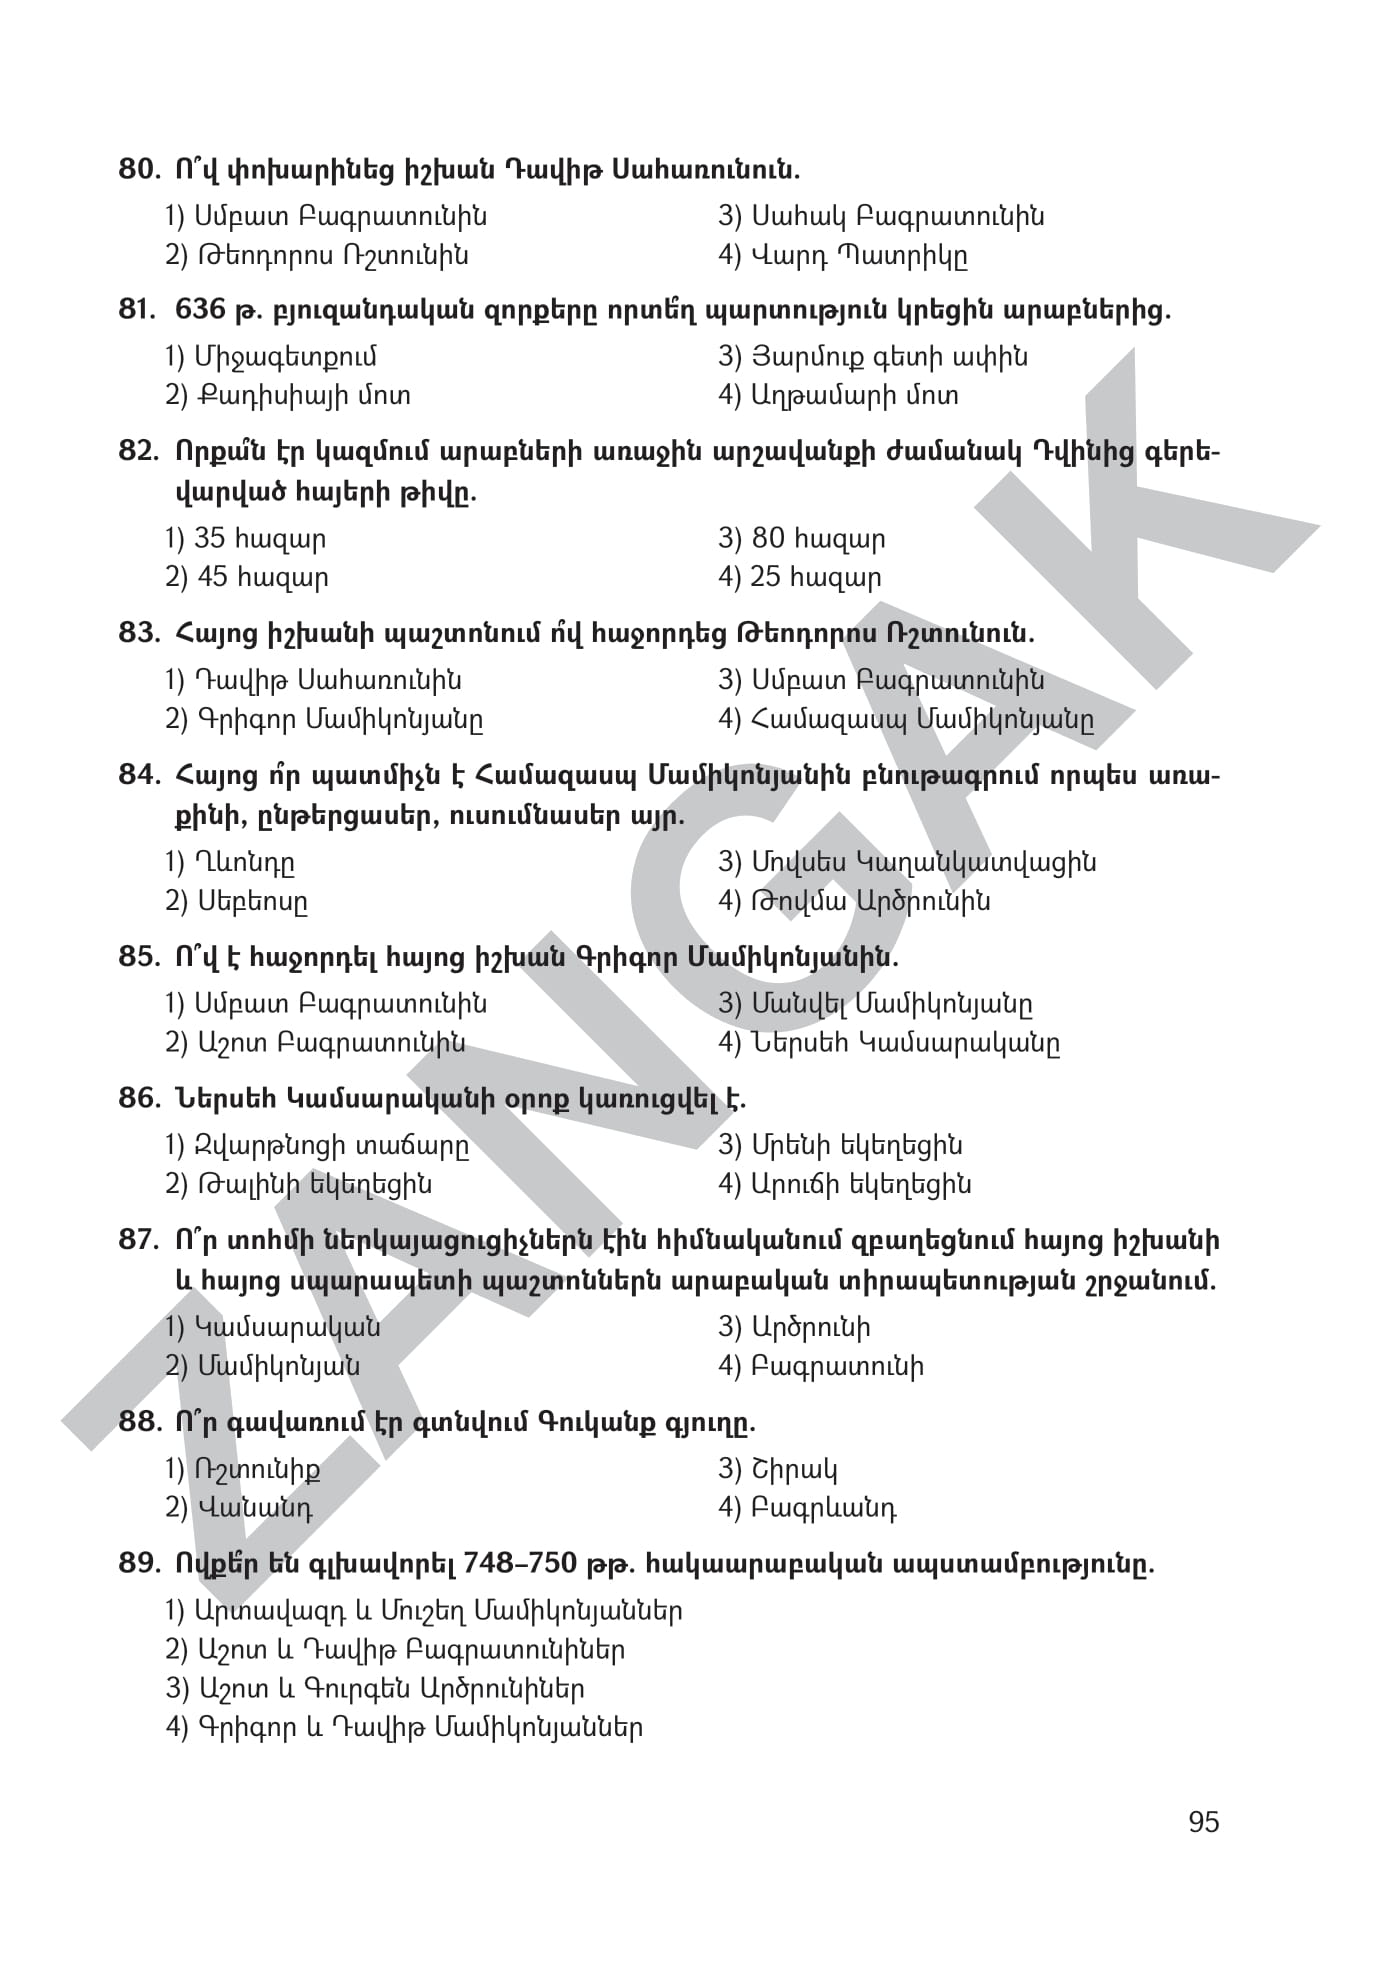 80. Ո՞վ փոխարինեց իշխան Դավիթ Սահառունուն.
1) Սմբատ Բագրատունին 3) Սահակ Բագրատունին
2) Թեոդորոս Ռշտունին 4) Վարդ Պատրիկը
81. 636 թ. բյուզանդական զորքերը որտե՞ղ պարտություն կրեցին արաբներից.
1) Միջագետքում 3) Յարմուք գետի ափին
2) Քադիսիայի մոտ 4) Աղթամարի մոտ
82. Որքա՞ն էր կազմում արաբների առաջին արշավանքի ժամանակ Դվինից գերե-
վարված հայերի թիվը.
1) 35 հազար 3) 80 հազար
2) 45 հազար 4) 25 հազար
83. Հայոց իշխանի պաշտոնում ո՞վ հաջորդեց Թեոդորոս Ռշտունուն.
1) Դավիթ Սահառունին 3) Սմբատ Բագրատունին
2) Գրիգոր Մամիկոնյանը 4) Համազասպ Մամիկոնյանը
84. Հայոց ո՞ր պատմիչն է Համազասպ Մամիկոնյանին բնութագրում որպես առա-
քինի, ընթերցասեր, ուսումնասեր այր.
1) Ղևոնդը 3) Մովսես Կաղանկատվացին
2) Սեբեոսը 4) Թովմա Արծրունին
85. Ո՞վ է հաջորդել հայոց իշխան Գրիգոր Մամիկոնյանին.
1) Սմբատ Բագրատունին 3) Մանվել Մամիկոնյանը
2) Աշոտ Բագրատունին 4) Ներսեհ Կամսարականը
86. Ներսեհ Կամսարականի օրոք կառուցվել է.
1) Զվարթնոցի տաճարը 3) Մրենի եկեղեցին
2) Թալինի եկեղեցին 4) Արուճի եկեղեցին
87. Ո՞ր տոհմի ներկայացուցիչներն էին հիմնականում զբաղեցնում հայոց իշխանի
և հայոց սպարապետի պաշտոններն արաբական տիրապետության շրջանում.
1) Կամսարական 3) Արծրունի
2) Մամիկոնյան 4) Բագրատունի
88. Ո՞ր գավառում էր գտնվում Գուկանք գյուղը.
1) Ռշտունիք 3) Շիրակ
2) Վանանդ 4) Բագրևանդ
89. Ովքե՞ր են գլխավորել 748–750 թթ. հակաարաբական ապստամբությունը.
1) Արտավազդ և Մուշեղ Մամիկոնյաններ
2) Աշոտ և Դավիթ Բագրատունիներ
3) Աշոտ և Գուրգեն Արծրունիներ
4) Գրիգոր և Դավիթ Մամիկոնյաններ
95
ZANGAK